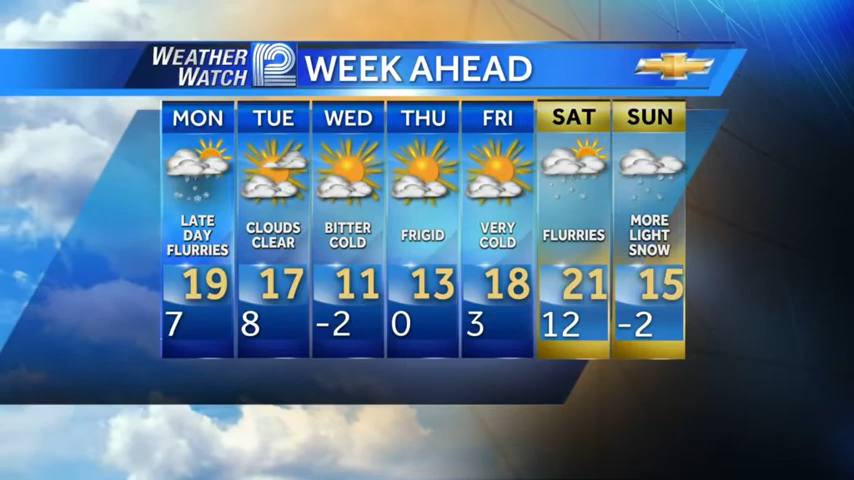 WEATHER
WATCH
12
WEEK AHEAD
MON TUE WED THU FRI SAT SUN
LATE
DAY
FLURRIES
CLOUDS
CLEAR
BITTER
COLD
FRIGID
VERY
COLD
FLURRIES
MORE
LIGHT
SNOW
19 17 11 13 18 21 15
7 8 -2 0 3 12 -2